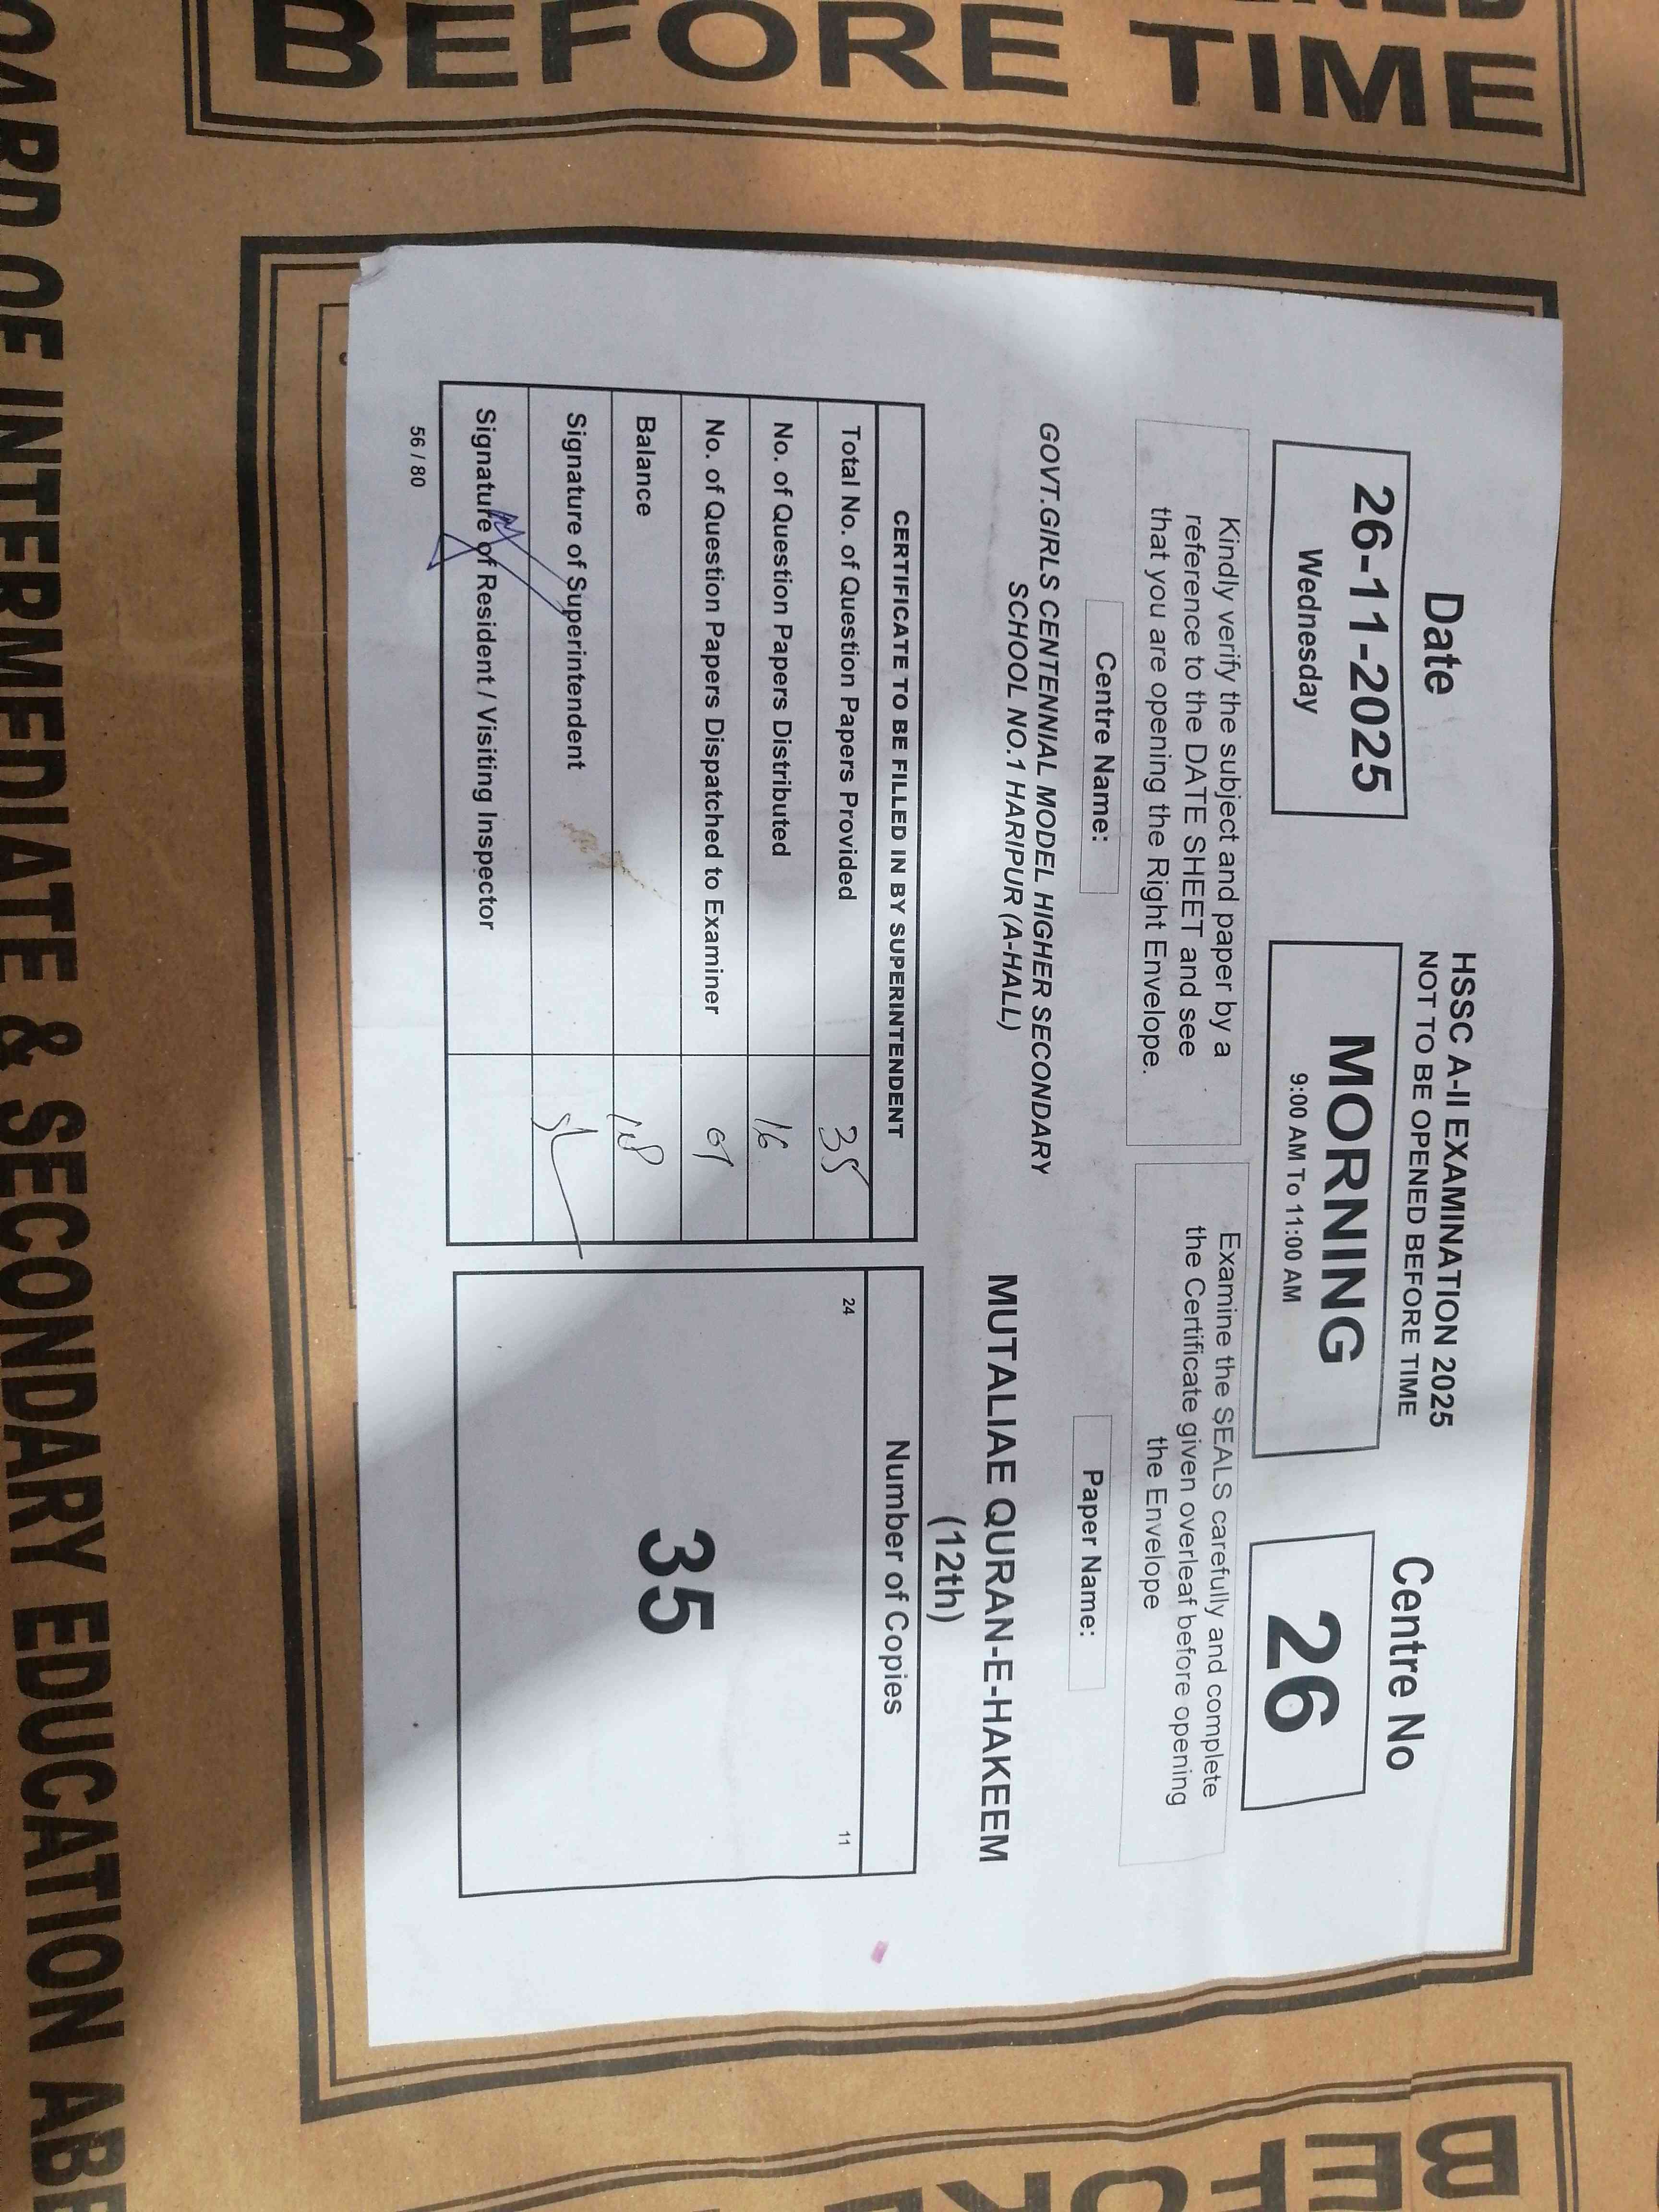 BEFORE TIME
Date
26-11-2025
Wednesday
HSSC A-II EXAMINATION 2025
NOT TO BE OPENED BEFORE TIME
MORNING
9:00 AM To 11:00 AM
Centre No
26
Kindly verify the subject and paper by a
reference to the DATE SHEET and see
that you are opening the Right Envelope.
Examine the SEALS carefully and complete
the Certificate given overleaf before opening
the Envelope
Centre Name:
GOVT.GIRLS CENTENNIAL MODEL HIGHER SECONDARY
SCHOOL NO.1 HARIPUR (A-HALL)
Paper Name:
MUTALIAE QURAN-E-HAKEEM
(12th)
CERTIFICATE TO BE FILLED IN BY SUPERINTENDENT
Total No. of Question Papers Provided 35
No. of Question Papers Distributed 16
No. of Question Papers Dispatched to Examiner 01
Balance 18
Signature of Superintendent
Signature of Resident / Visiting Inspector
56 / 80
Number of Copies
24 11
35
OF INTERMEDIATE & SECONDARY EDUCATION